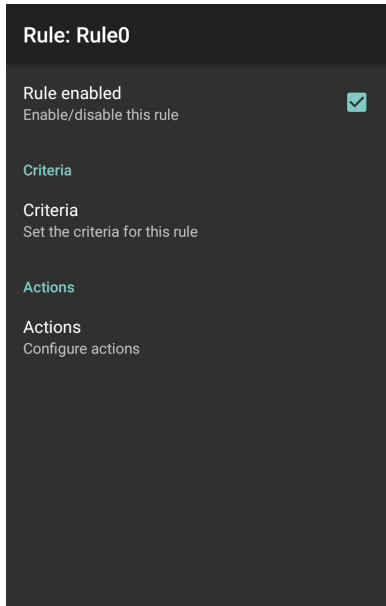 Rule: Rule0
Rule enabled
Enable/disable this rule
Criteria
Criteria
Set the criteria for this rule
Actions
Actions
Configure actions